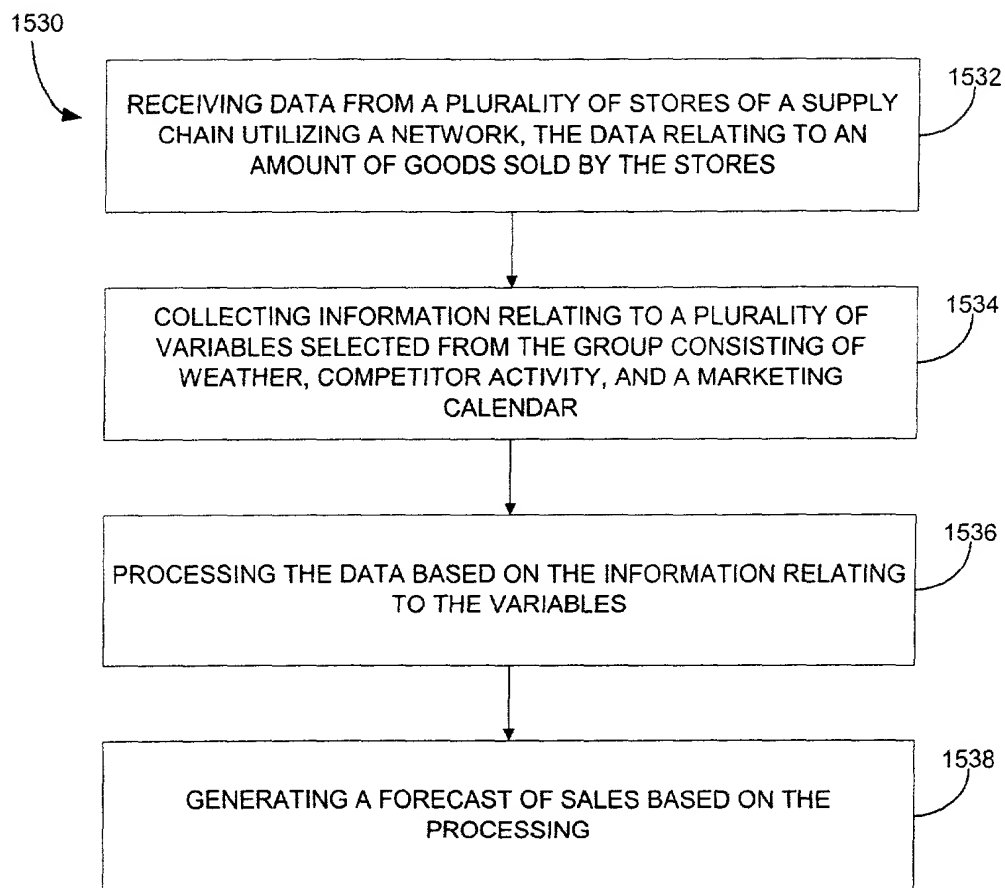 1530
1532
RECEIVING DATA FROM A PLURALITY OF STORES OF A SUPPLY
CHAIN UTILIZING A NETWORK, THE DATA RELATING TO AN
AMOUNT OF GOODS SOLD BY THE STORES
1534
COLLECTING INFORMATION RELATING TO A PLURALITY OF
VARIABLES SELECTED FROM THE GROUP CONSISTING OF
WEATHER, COMPETITOR ACTIVITY, AND A MARKETING
CALENDAR
1536
PROCESSING THE DATA BASED ON THE INFORMATION RELATING
TO THE VARIABLES
1538
GENERATING A FORECAST OF SALES BASED ON THE
PROCESSING